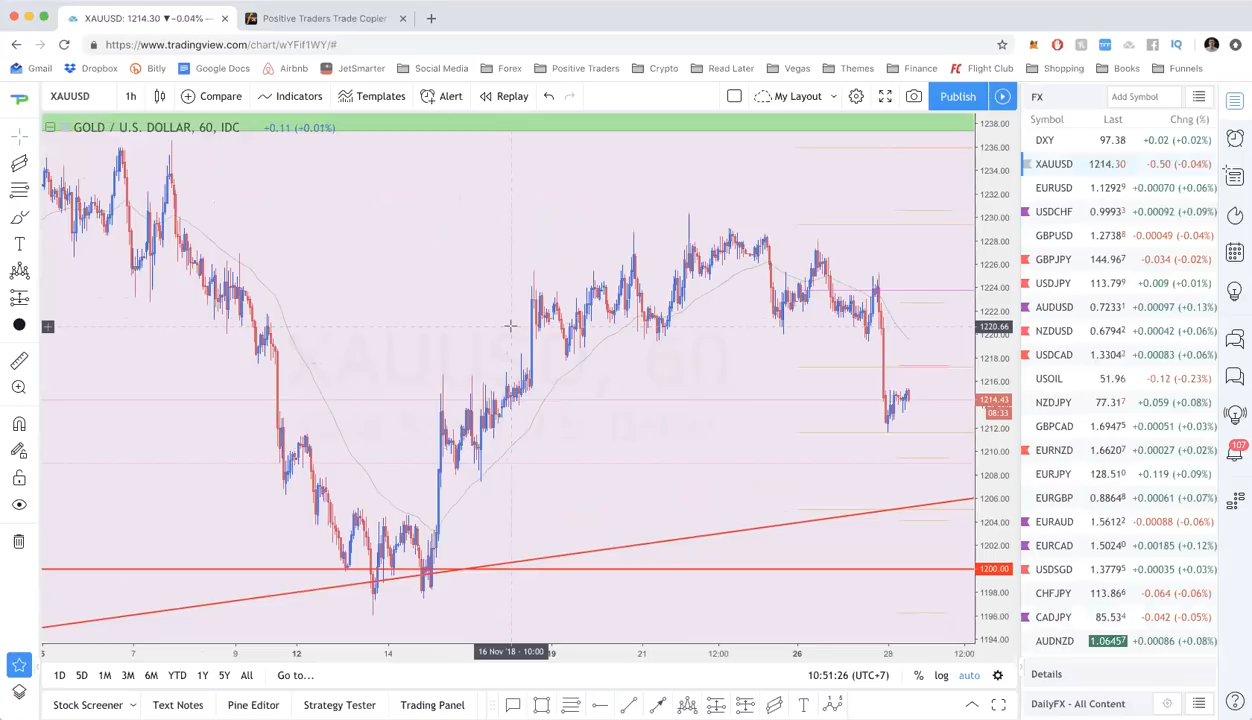 XAUUSD: 1214.30 ▼−0.04%
Positive Traders Trade Copier
https://www.tradingview.com/chart/wYFif1WY/#
Gmail Dropbox Bitly Google Docs Airbnb JetSmarter Social Media Forex Positive Traders Crypto Read Later Vegas Themes Finance Flight Club Shopping Books Funnels
XAUUSD 1h Compare Indicators Templates Alert Replay My Layout Publish
FX Add Symbol
GOLD / U.S. DOLLAR, 60, IDC +0.11 (+0.01%)
Symbol Last Chng (%)
DXY 97.38 +0.02 (+0.02%)
XAUUSD 1214.30 -0.50 (-0.04%)
EURUSD 1.12929 +0.00070 (+0.06%)
USDCHF 0.99933 +0.00092 (+0.09%)
GBPUSD 1.27388 -0.00049 (-0.04%)
GBPJPY 144.967 -0.034 (-0.02%)
USDJPY 113.799 +0.009 (+0.01%)
AUDUSD 0.72331 +0.00097 (+0.13%)
NZDUSD 0.67942 +0.00042 (+0.06%)
USDCAD 1.33042 +0.00083 (+0.06%)
USOIL 51.96 -0.12 (-0.23%)
NZDJPY 77.317 +0.059 (+0.08%)
GBPCAD 1.69475 +0.00051 (+0.03%)
EURNZD 1.66207 +0.00027 (+0.02%)
EURJPY 128.510 +0.119 (+0.09%)
EURGBP 0.88648 +0.00061 (+0.07%)
EURAUD 1.56122 -0.00088 (-0.06%)
EURCAD 1.50240 +0.00185 (+0.12%)
USDSGD 1.37795 +0.00035 (+0.03%)
CHFJPY 113.866 -0.064 (-0.06%)
CADJPY 85.534 -0.042 (-0.05%)
AUDNZD 1.06457 +0.00086 (+0.08%)
Details
DailyFX - All Content
107
1238.00
1236.00
1234.00
1232.00
1230.00
1228.00
1226.00
1224.00
1222.00
1220.66
1220.00
1218.00
1216.00
1214.43
08:33
1212.00
1210.00
1208.00
1206.00
1204.00
1202.00
1200.00
1198.00
1196.00
1194.00
XAUUSD, 60
7 9 12 14 16 Nov '18 - 10:00 19 21 22 26 28 12:00
1D 5D 1M 3M 6M YTD 1Y 5Y All Go to... 10:51:26 (UTC+7) % log auto
Stock Screener Text Notes Pine Editor Strategy Tester Trading Panel